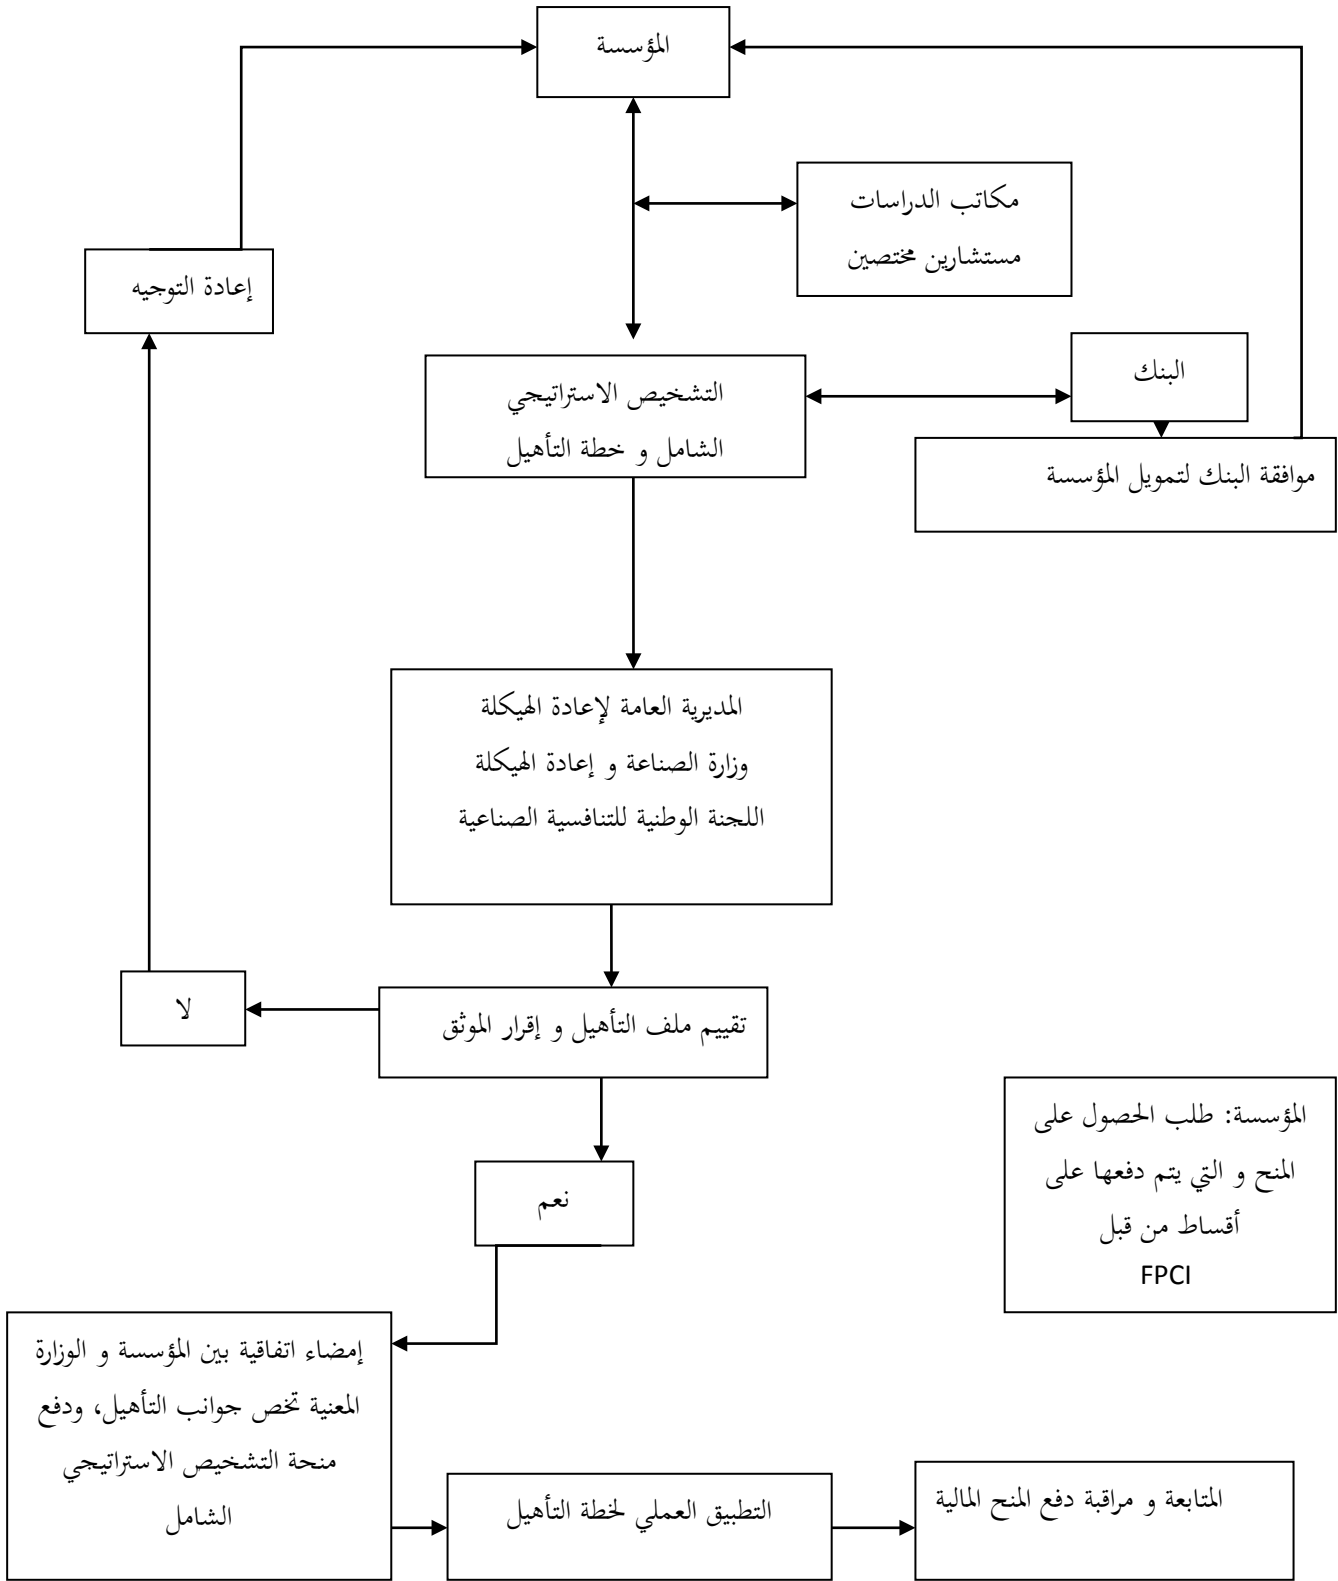 المؤسسة
مكاتب الدراسات
مستشارين مختصين
إعادة التوجيه
البنك
التشخيص الاستراتيجي
الشامل و خطة التأهيل
موافقة البنك لتمويل المؤسسة
المديرية العامة لإعادة الهيكلة
وزارة الصناعة و إعادة الهيكلة
اللجنة الوطنية للتنافسية الصناعية
تقييم ملف التأهيل و إقرار الموثق
لا
المؤسسة: طلب الحصول على
المنح و التي يتم دفعها على
أقساط من قبل
FPCI
نعم
إمضاء اتفاقية بين المؤسسة و الوزارة
المعنية تخص جوانب التأهيل، ودفع
منحة التشخيص الاستراتيجي
الشامل
التطبيق العملي لخطة التأهيل
المتابعة و مراقبة دفع المنح المالية